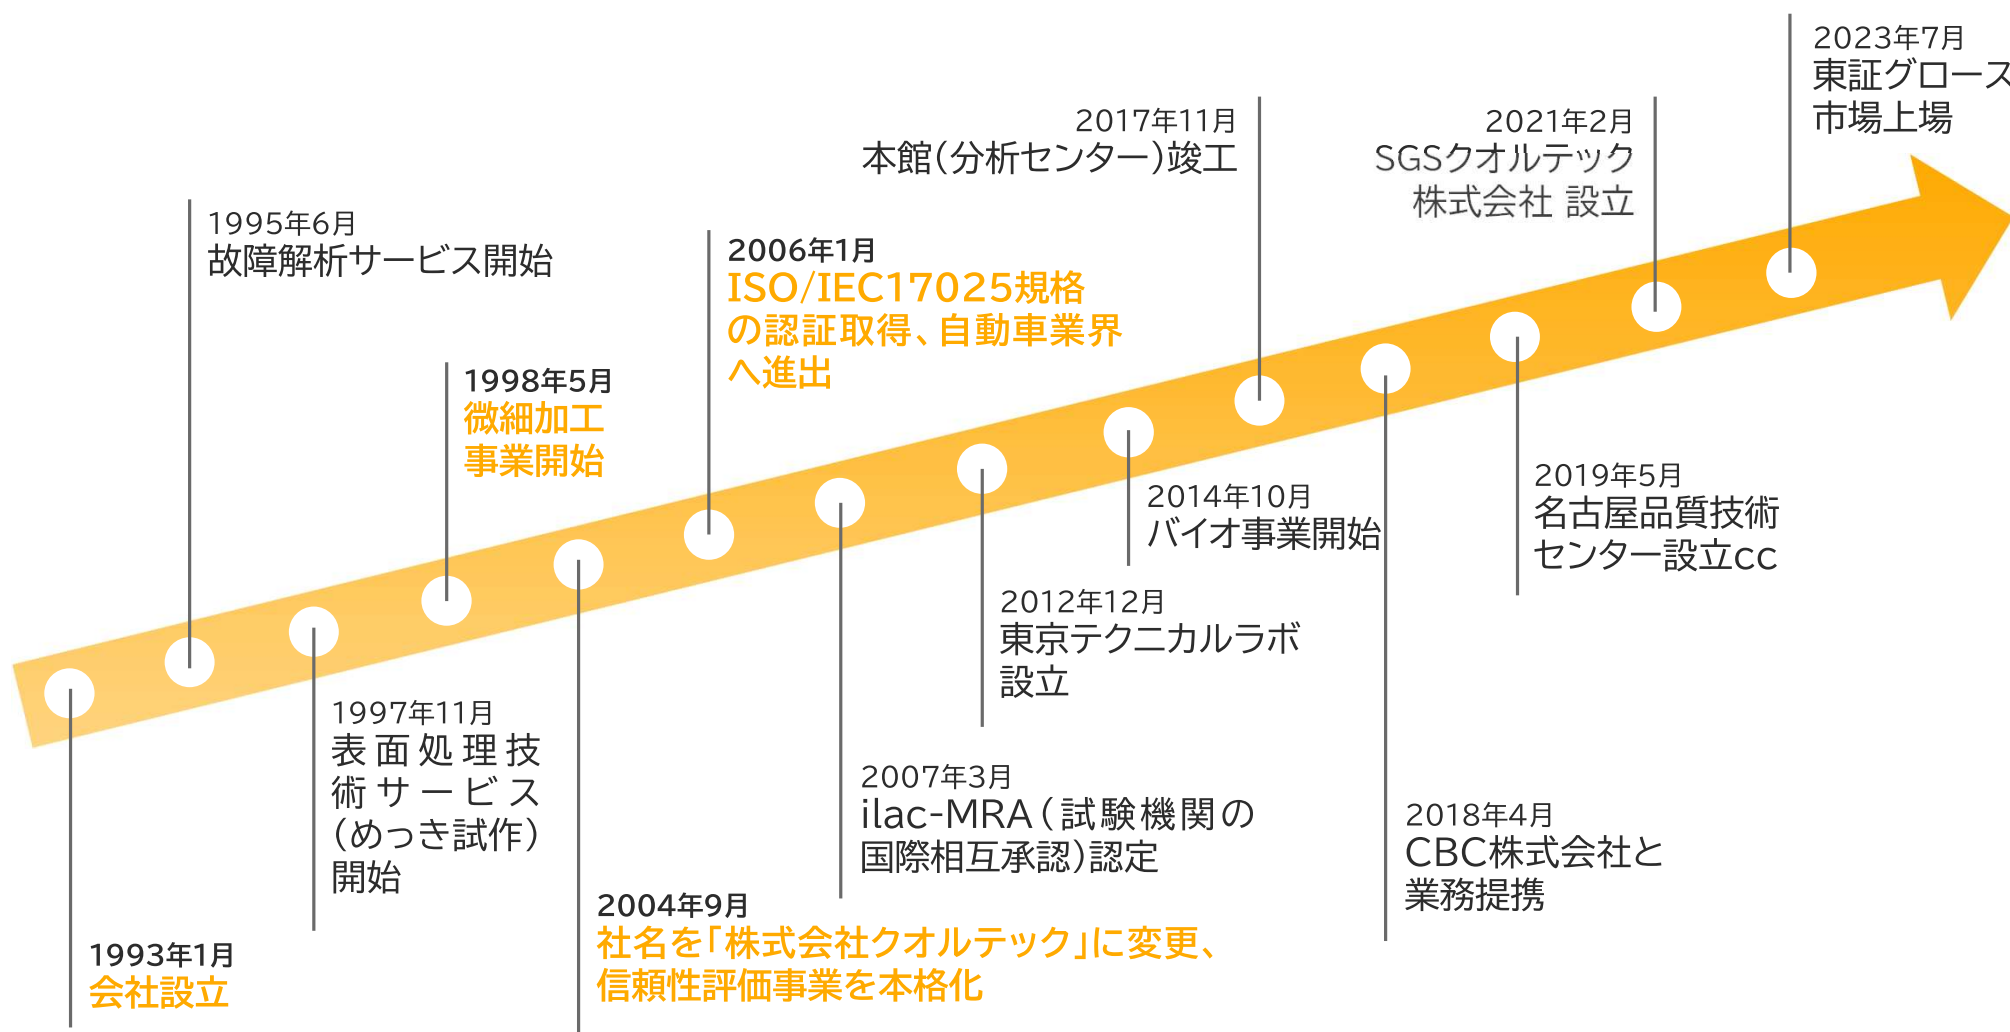 1993年1月
会社設立
1995年6月
故障解析サービス開始
1997年11月
表面処理技
術サービス
（めっき試作）
開始
1998年5月
微細加工
事業開始
2004年9月
社名を「株式会社クオルテック」に変更、
信頼性評価事業を本格化
2006年1月
ISO/IEC17025規格
の認証取得、自動車業界
へ進出
2007年3月
ilac-MRA（試験機関の
国際相互承認）認定
2012年12月
東京テクニカルラボ
設立
2014年10月
バイオ事業開始
2017年11月
本館（分析センター）竣工
2018年4月
CBC株式会社と
業務提携
2019年5月
名古屋品質技術
センター設立cc
2021年2月
SGSクオルテック
株式会社 設立
2023年7月
東証グロース
市場上場